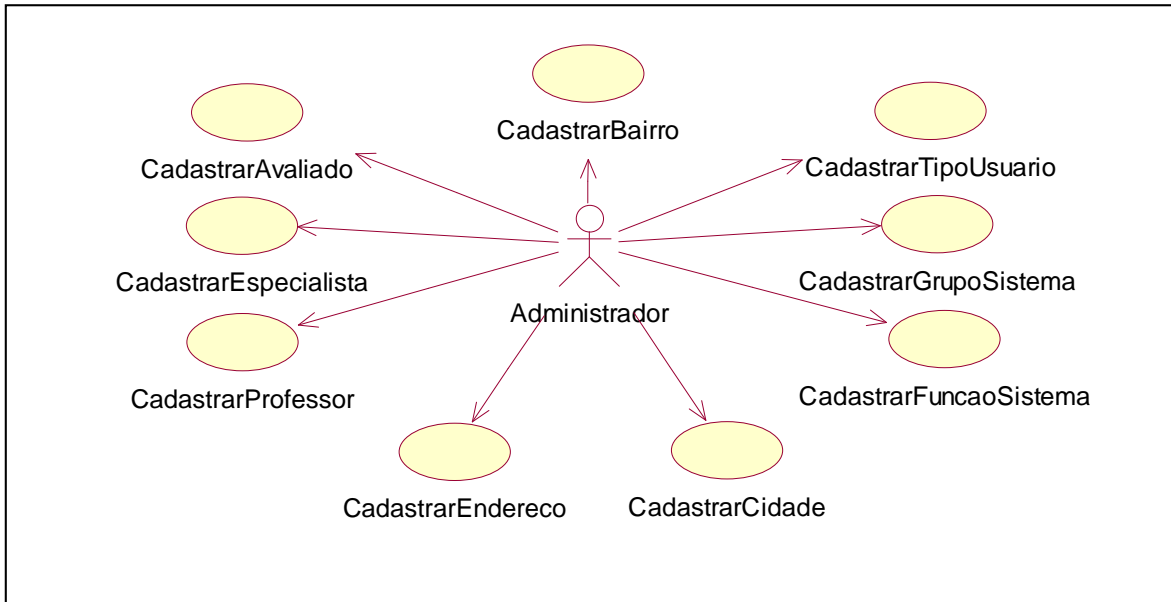 CadastrarBairro
CadastrarAvaliado
CadastrarTipoUsuario
CadastrarEspecialista
CadastrarGrupoSistema
Administrador
CadastrarProfessor
CadastrarFuncaoSistema
CadastrarEndereco
CadastrarCidade